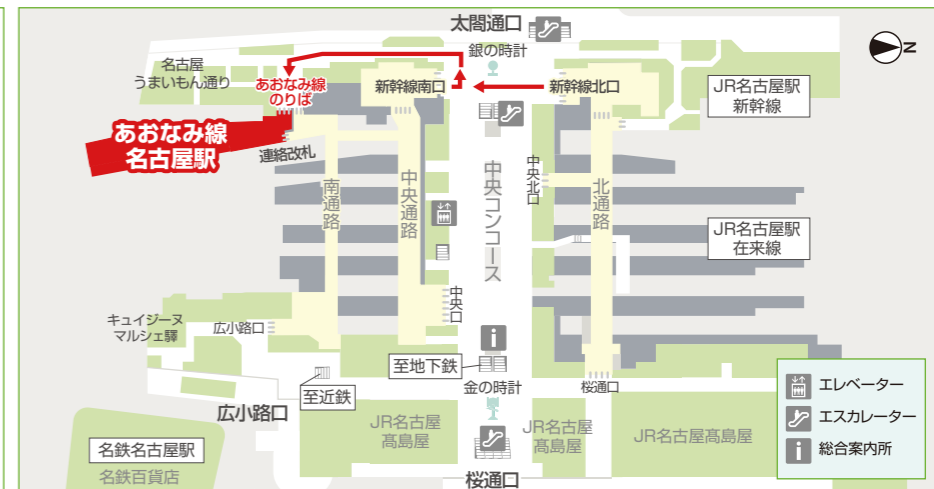 太閤通口
銀の時計
N
名古屋
うまいもん通り
あおなみ線
のりば
新幹線南口
新幹線北口
JR名古屋駅
新幹線
あおなみ線
名古屋駅
連絡改札
南通路
中央通路
中央コンコース
中央北口
北通路
JR名古屋駅
在来線
キュイジーヌ
マルシェ驛
広小路口
中央口
至地下鉄
金の時計
桜通口
至近鉄
広小路口
JR名古屋
髙島屋
JR名古屋
髙島屋
JR名古屋髙島屋
名鉄名古屋駅
名鉄百貨店
桜通口
エレベーター
エスカレーター
i
総合案内所
i